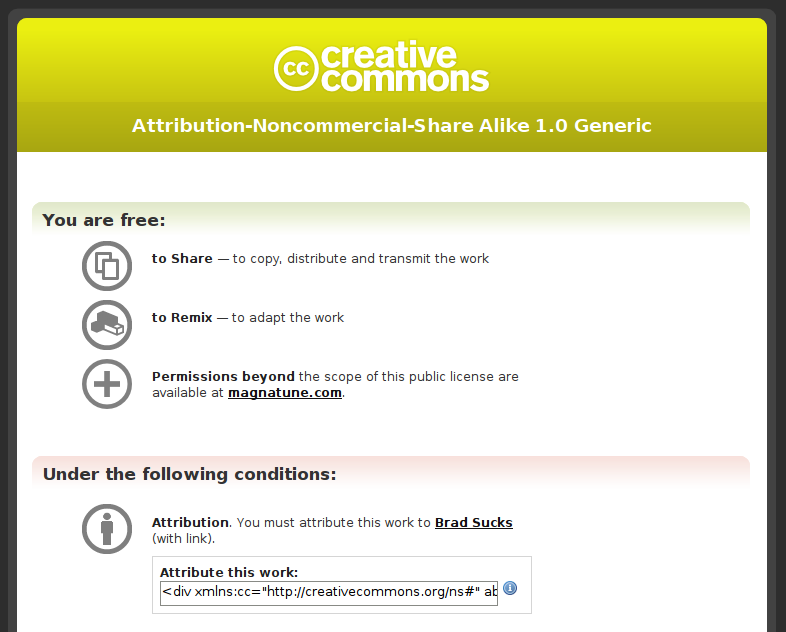 cc creative
commons
Attribution-Noncommercial-Share Alike 1.0 Generic
You are free:
to Share — to copy, distribute and transmit the work
to Remix — to adapt the work
Permissions beyond the scope of this public license are
available at magnatune.com.
Under the following conditions:
Attribution. You must attribute this work to Brad Sucks
(with link).
Attribute this work:
<div xmlns:cc="http://creativecommons.org/ns#" ab